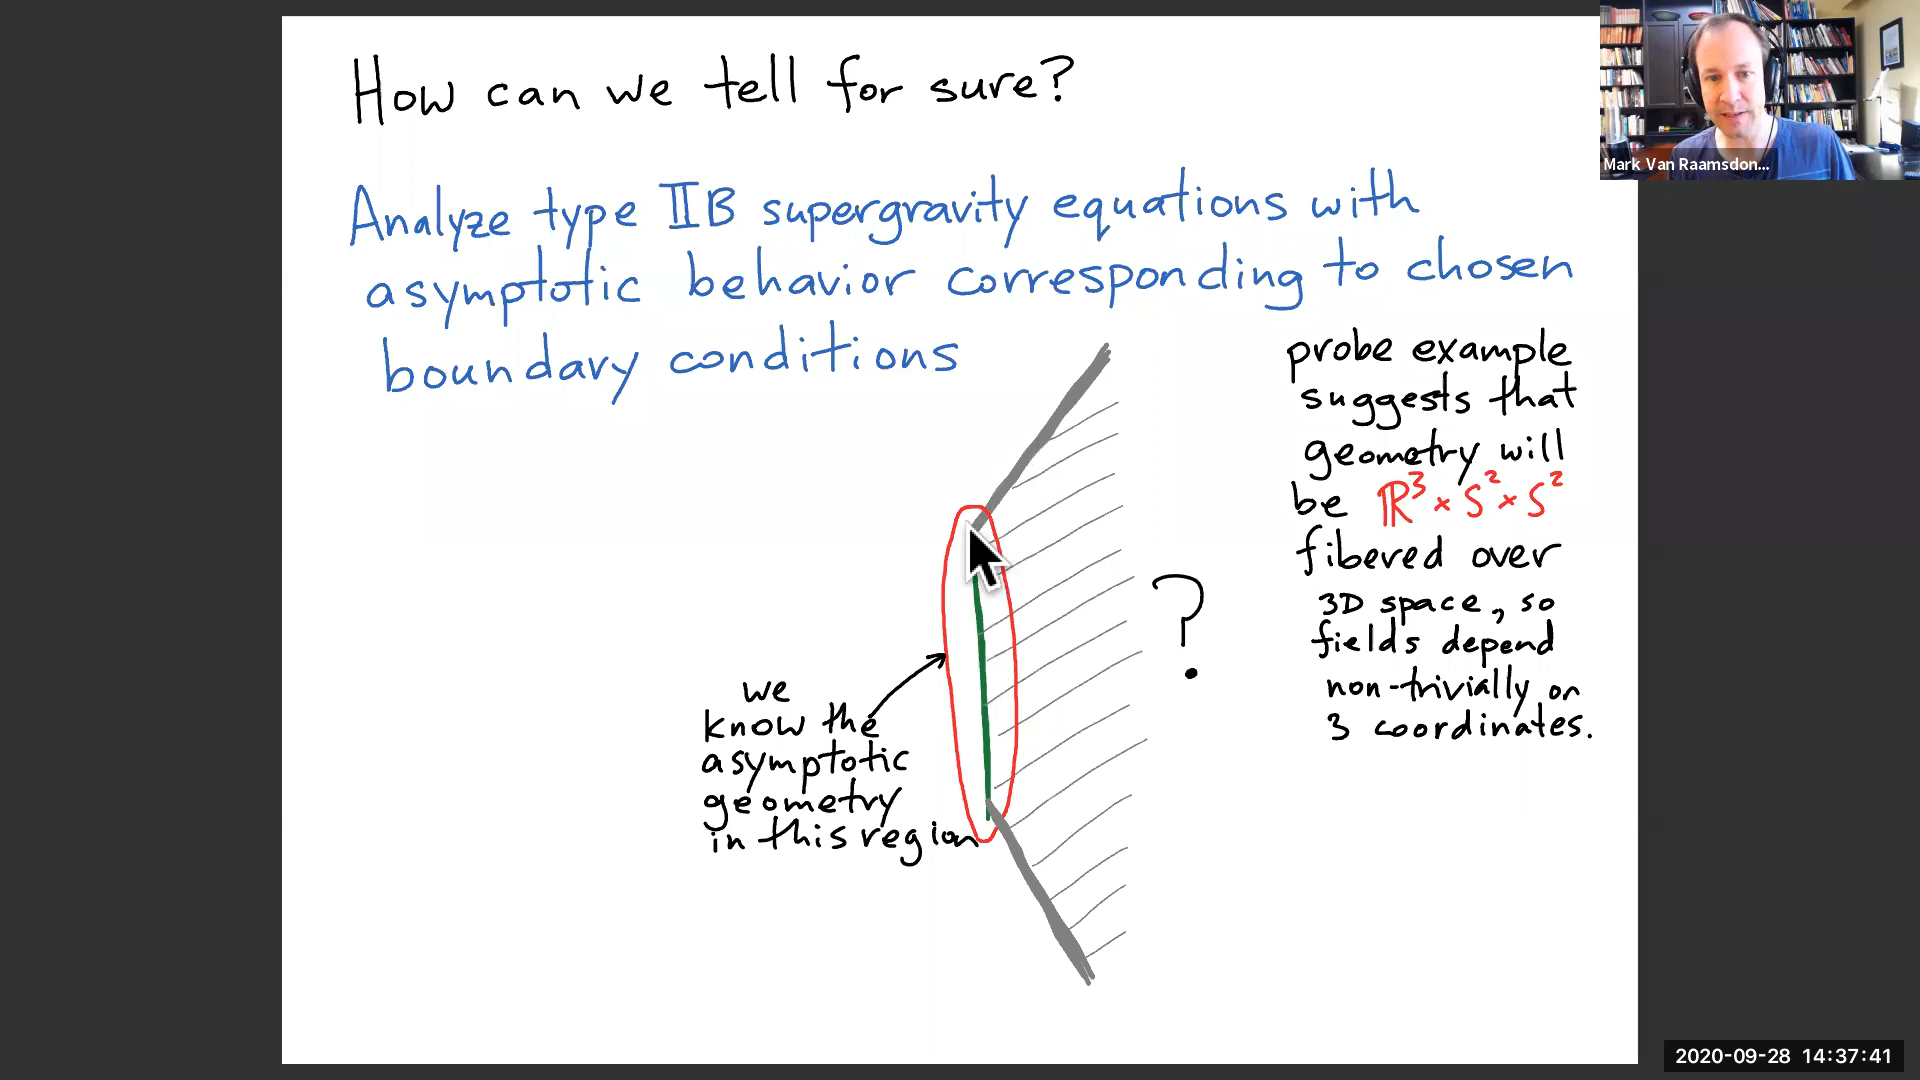 How can we tell for sure?
Analyze type IIB supergravity equations with
asymptotic behavior corresponding to chosen
boundary conditions
probe example
suggests that
geometry will
be ℝ³ × S² × S²
fibered over
3D space, so
fields depend
non-trivially on
3 coordinates.
?
we
know the
asymptotic
geometry
in this region
Mark Van Raamsdon...
2020-09-28 14:37:41